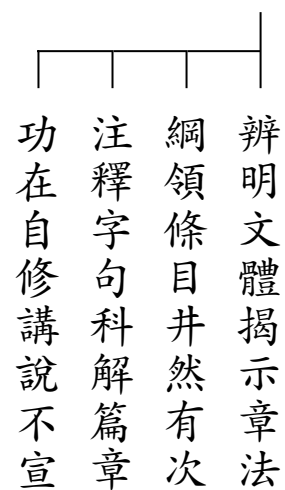 辨明文體揭示章法
綱領條目井然有次
注釋字句科解篇章
功在自修講說不宣